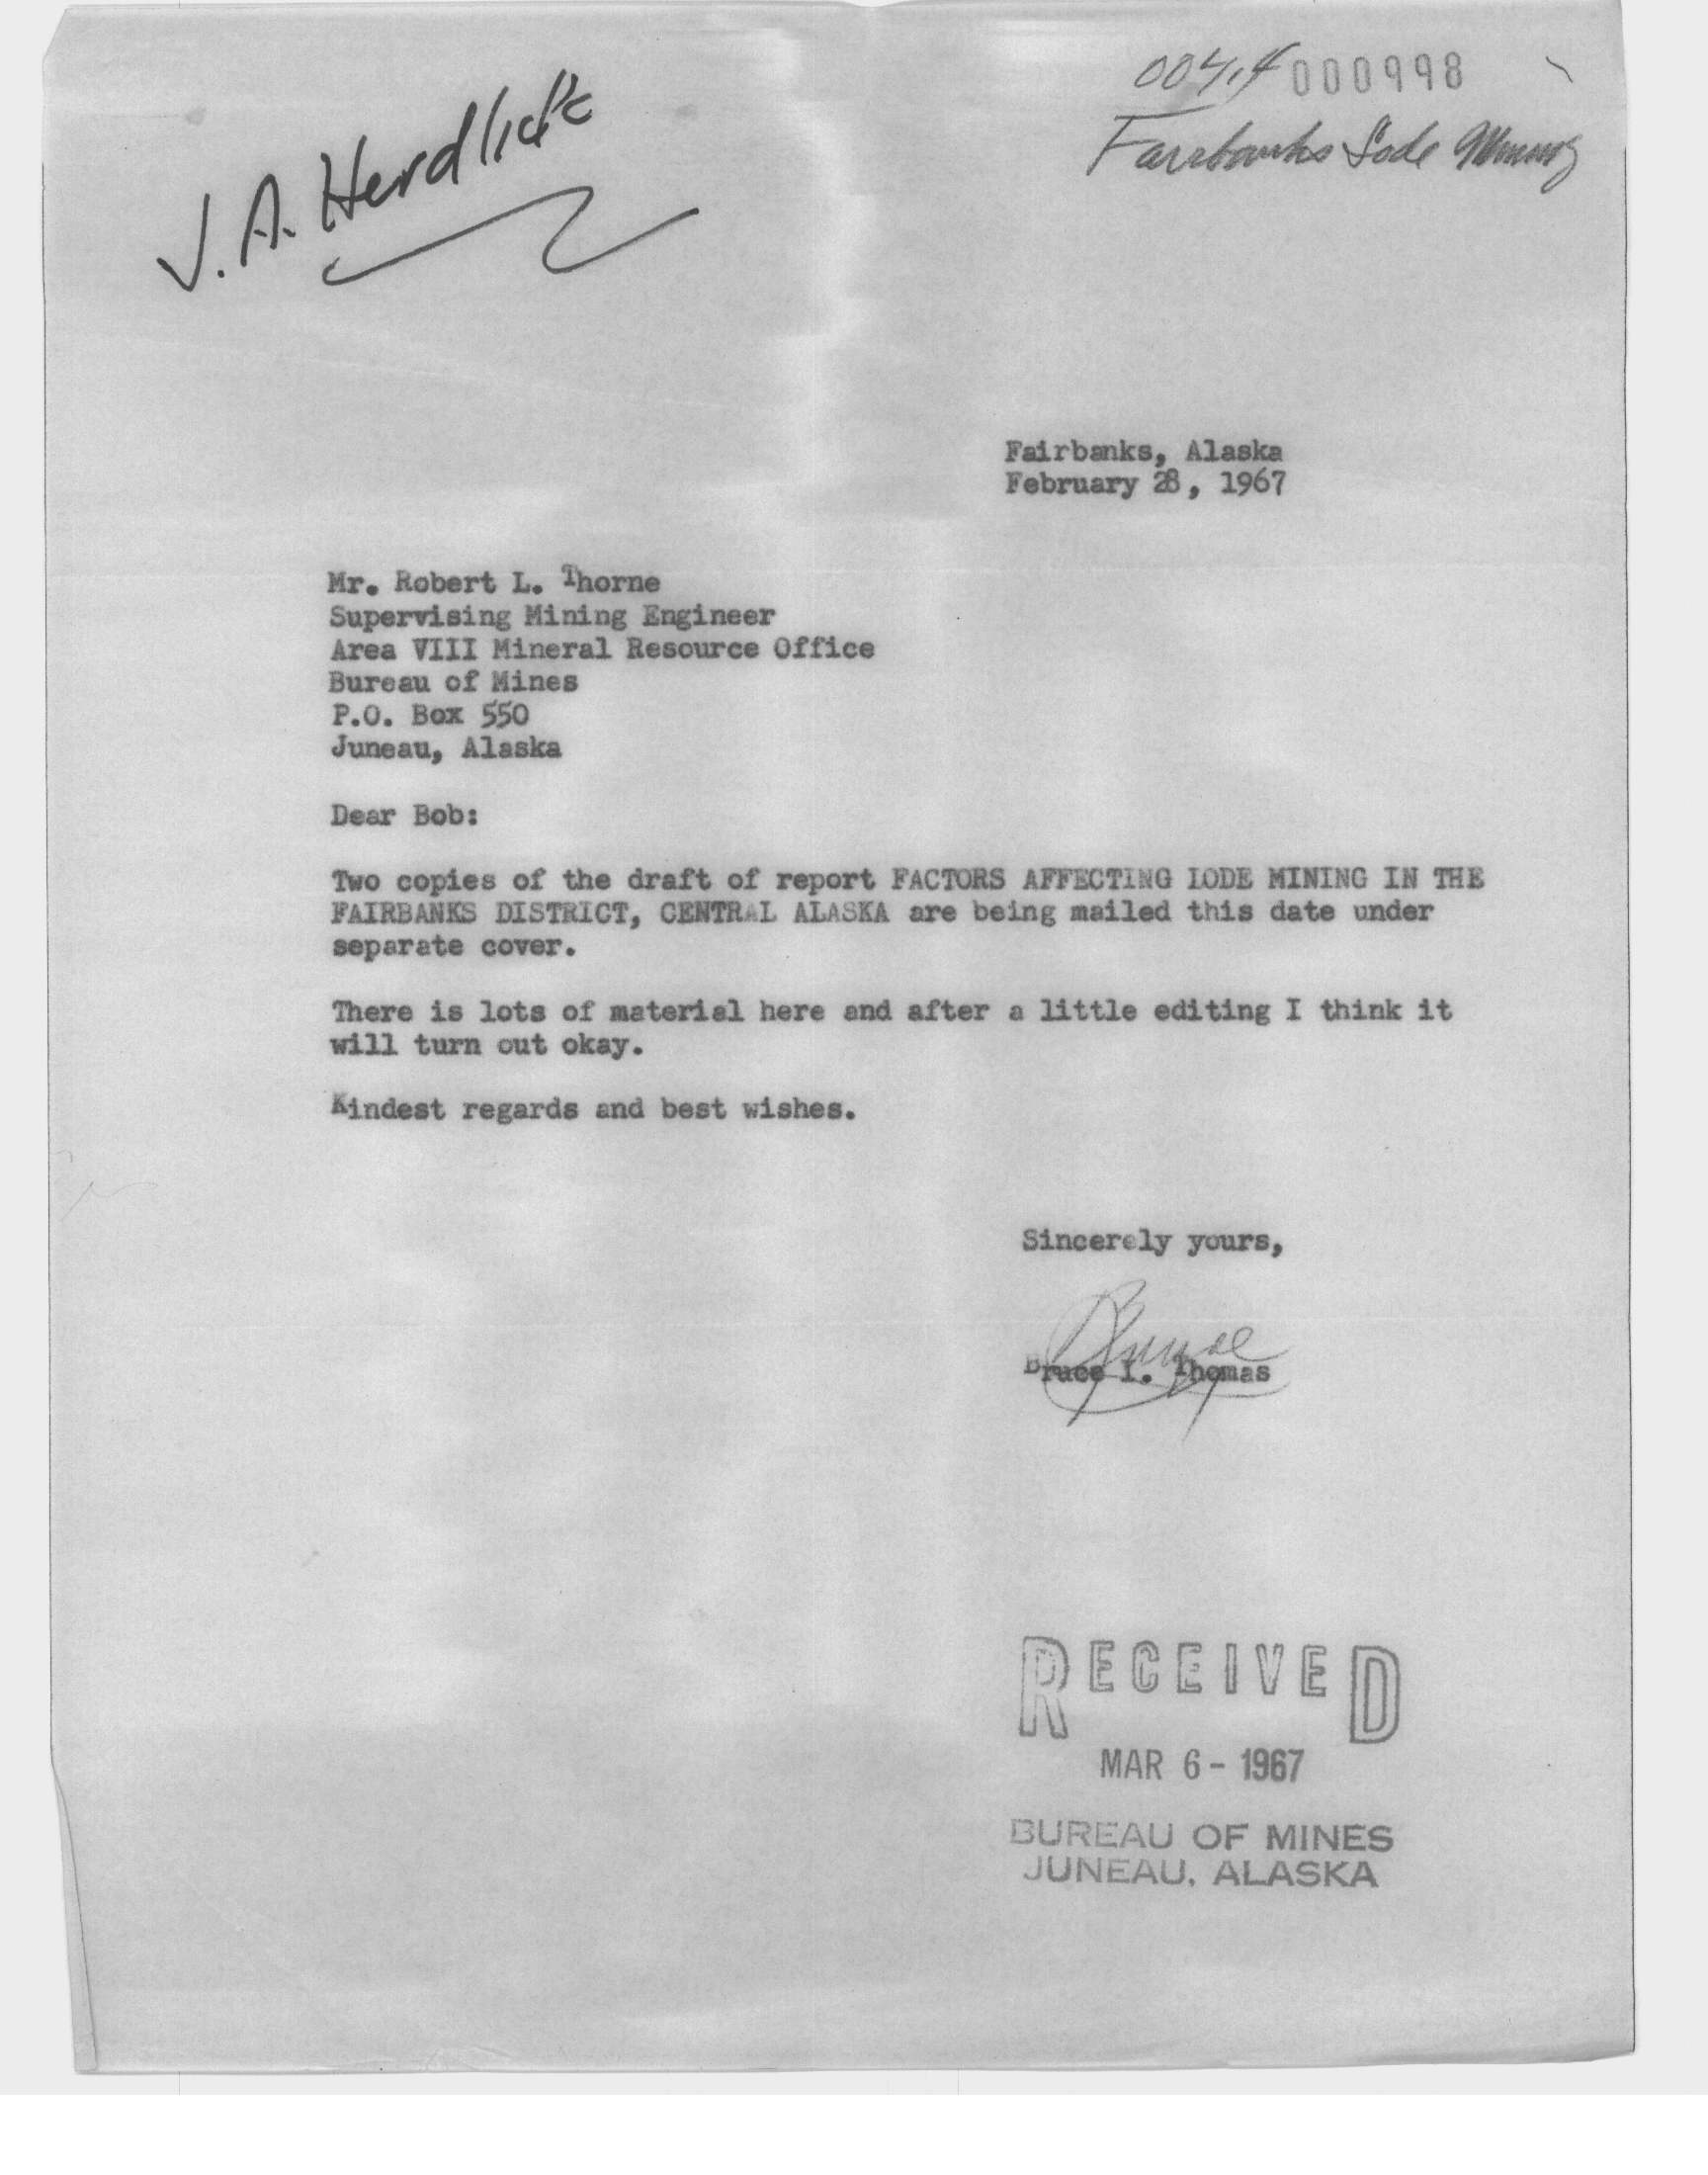 J. A. Herdlick
004.4 000998
Fairbanks Lode Mining
Fairbanks, Alaska
February 28, 1967
Mr. Robert L. Thorne
Supervising Mining Engineer
Area VIII Mineral Resource Office
Bureau of Mines
P.O. Box 550
Juneau, Alaska
Dear Bob:
Two copies of the draft of report FACTORS AFFECTING LODE MINING IN THE
FAIRBANKS DISTRICT, CENTRAL ALASKA are being mailed this date under
separate cover.
There is lots of material here and after a little editing I think it
will turn out okay.
Kindest regards and best wishes.
Sincerely yours,
Bruce
Bruce I. Thomas
RECEIVED
MAR 6 - 1967
BUREAU OF MINES
JUNEAU, ALASKA